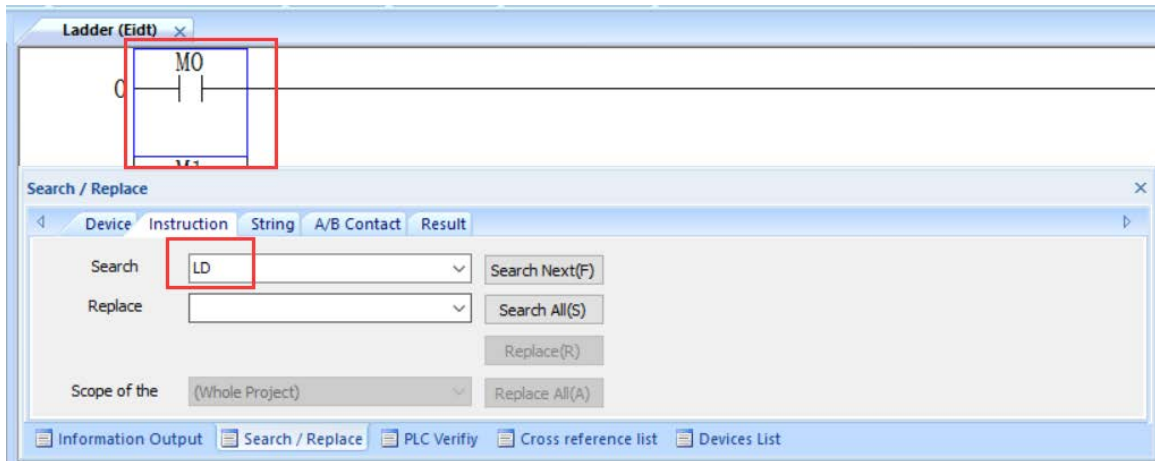 Ladder (Eidt)
M0
0
M1
Search / Replace
Device Instruction String A/B Contact Result
Search LD Search Next(F)
Replace Search All(S)
Replace(R)
Scope of the (Whole Project) Replace All(A)
Information Output Search / Replace PLC Verifiy Cross reference list Devices List